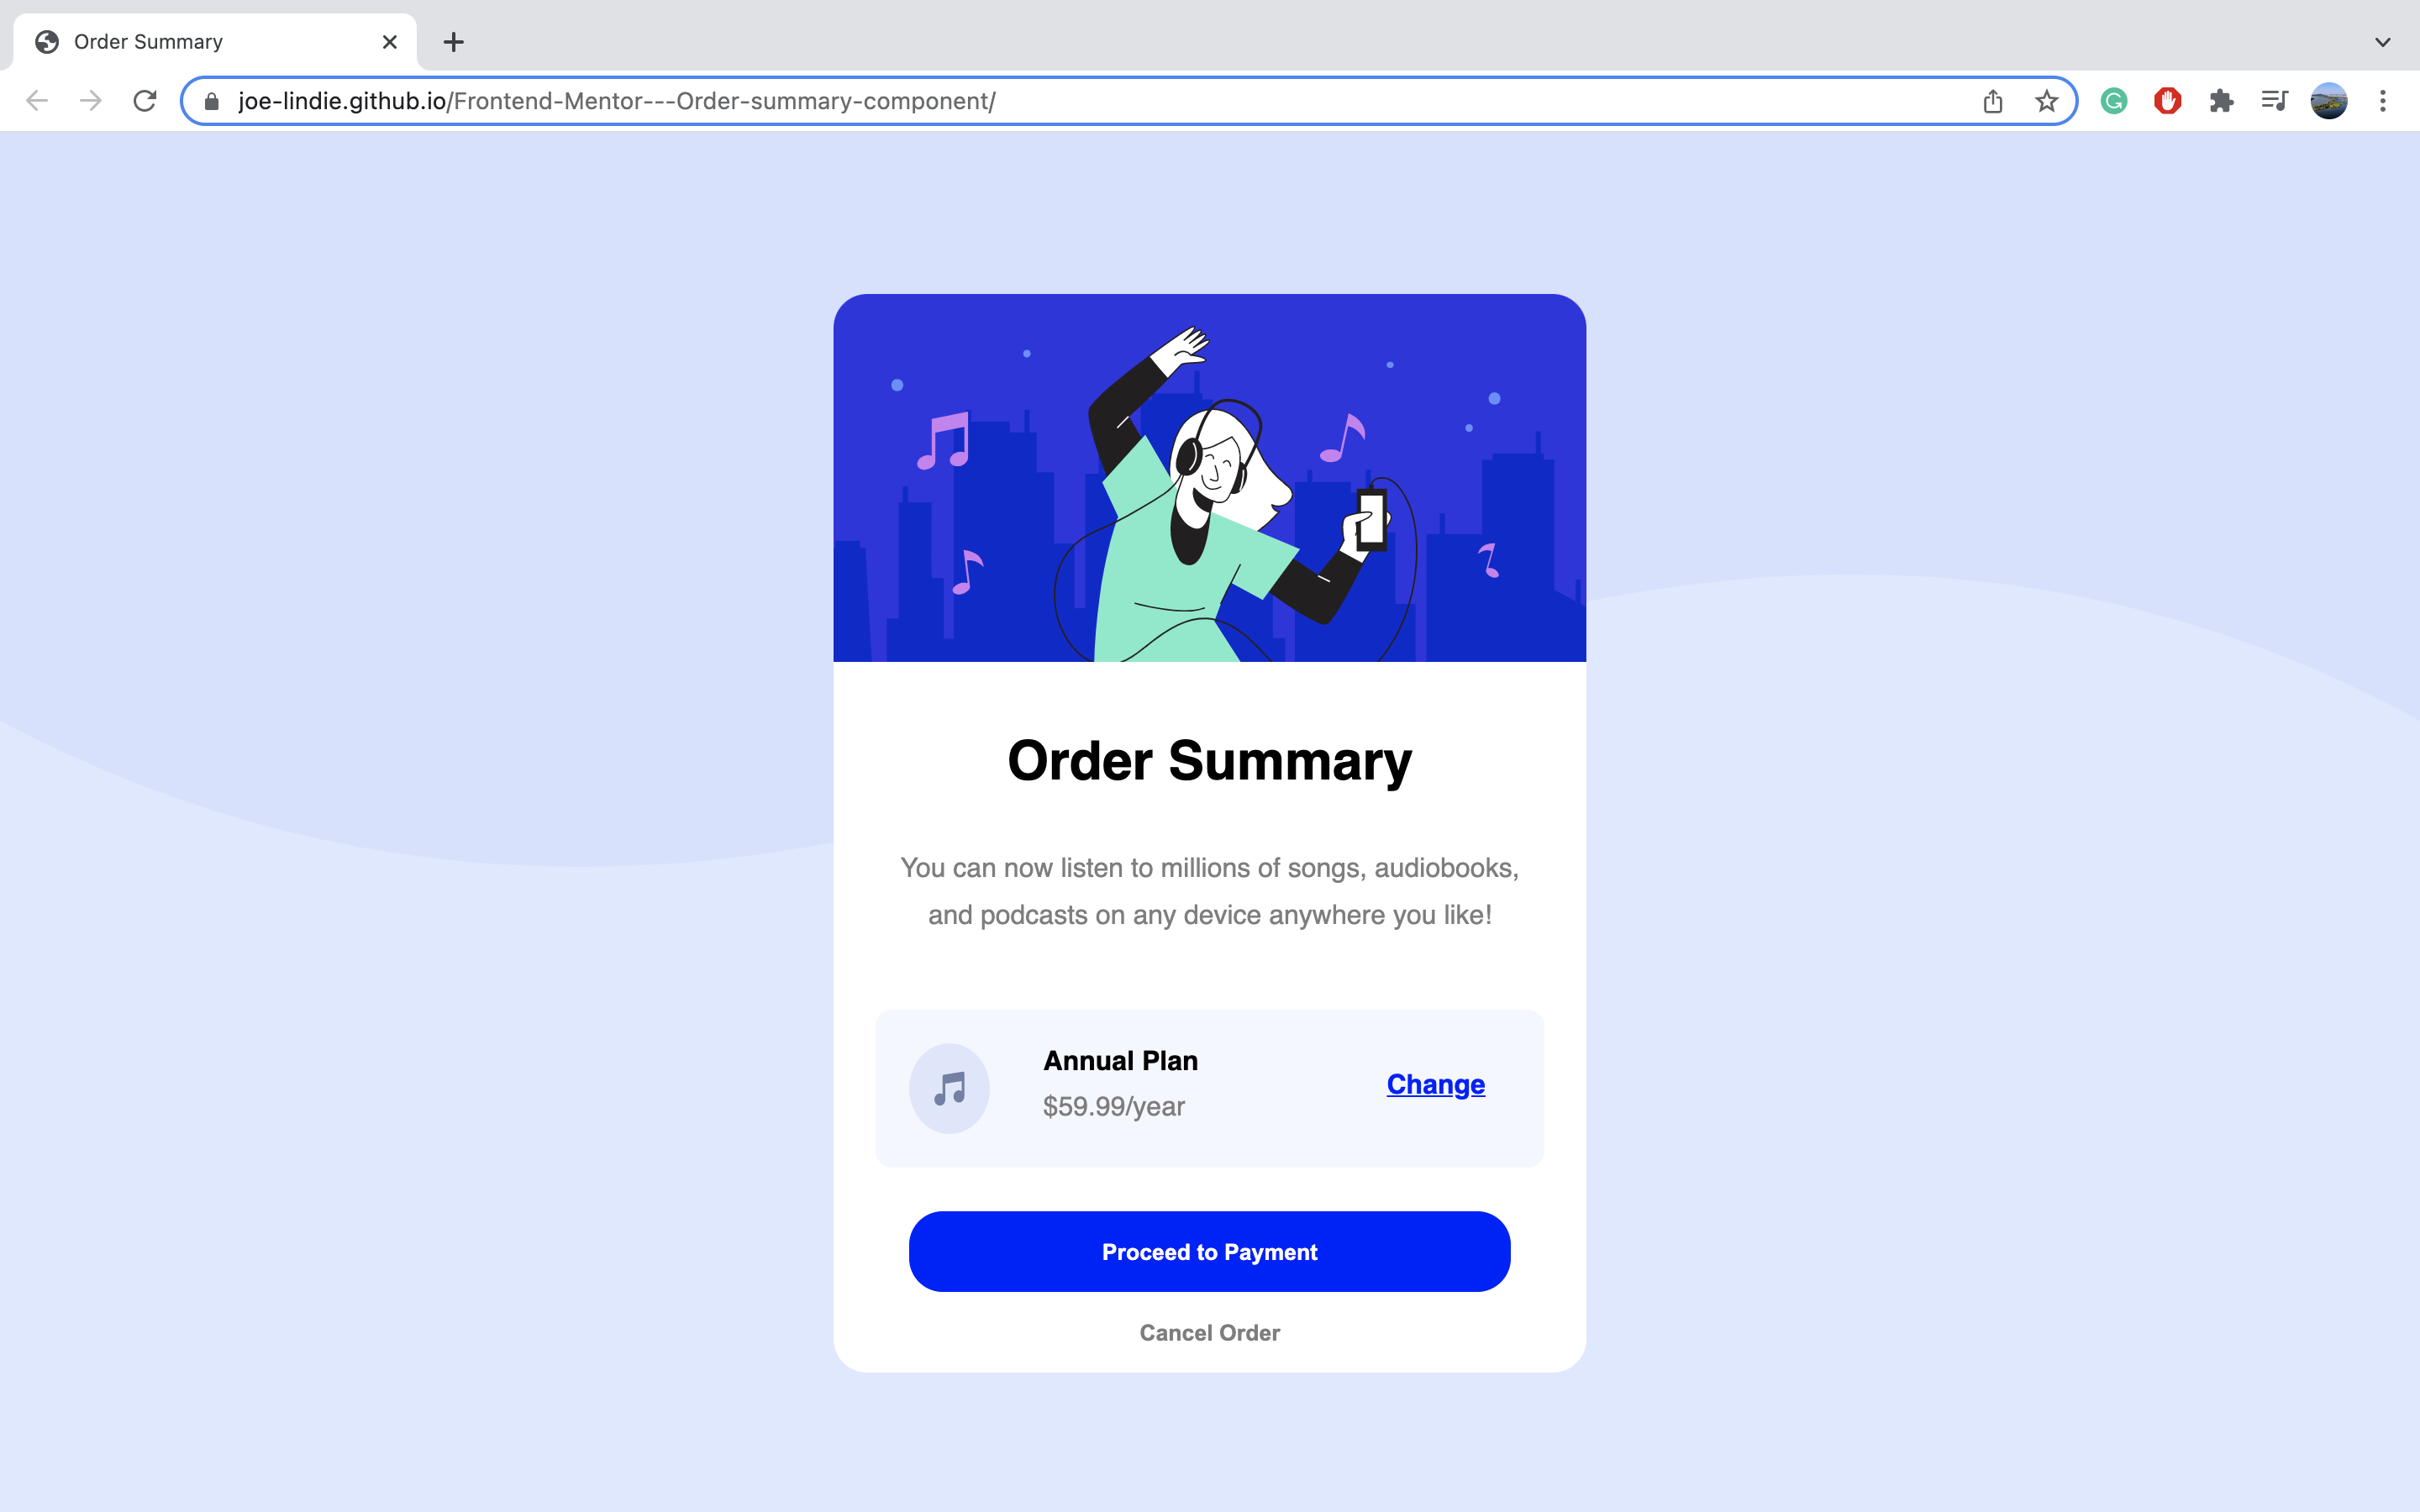 Order Summary
joe-lindie.github.io/Frontend-Mentor---Order-summary-component/
Order Summary
You can now listen to millions of songs, audiobooks,
and podcasts on any device anywhere you like!
Annual Plan
$59.99/year
Change
Proceed to Payment
Cancel Order